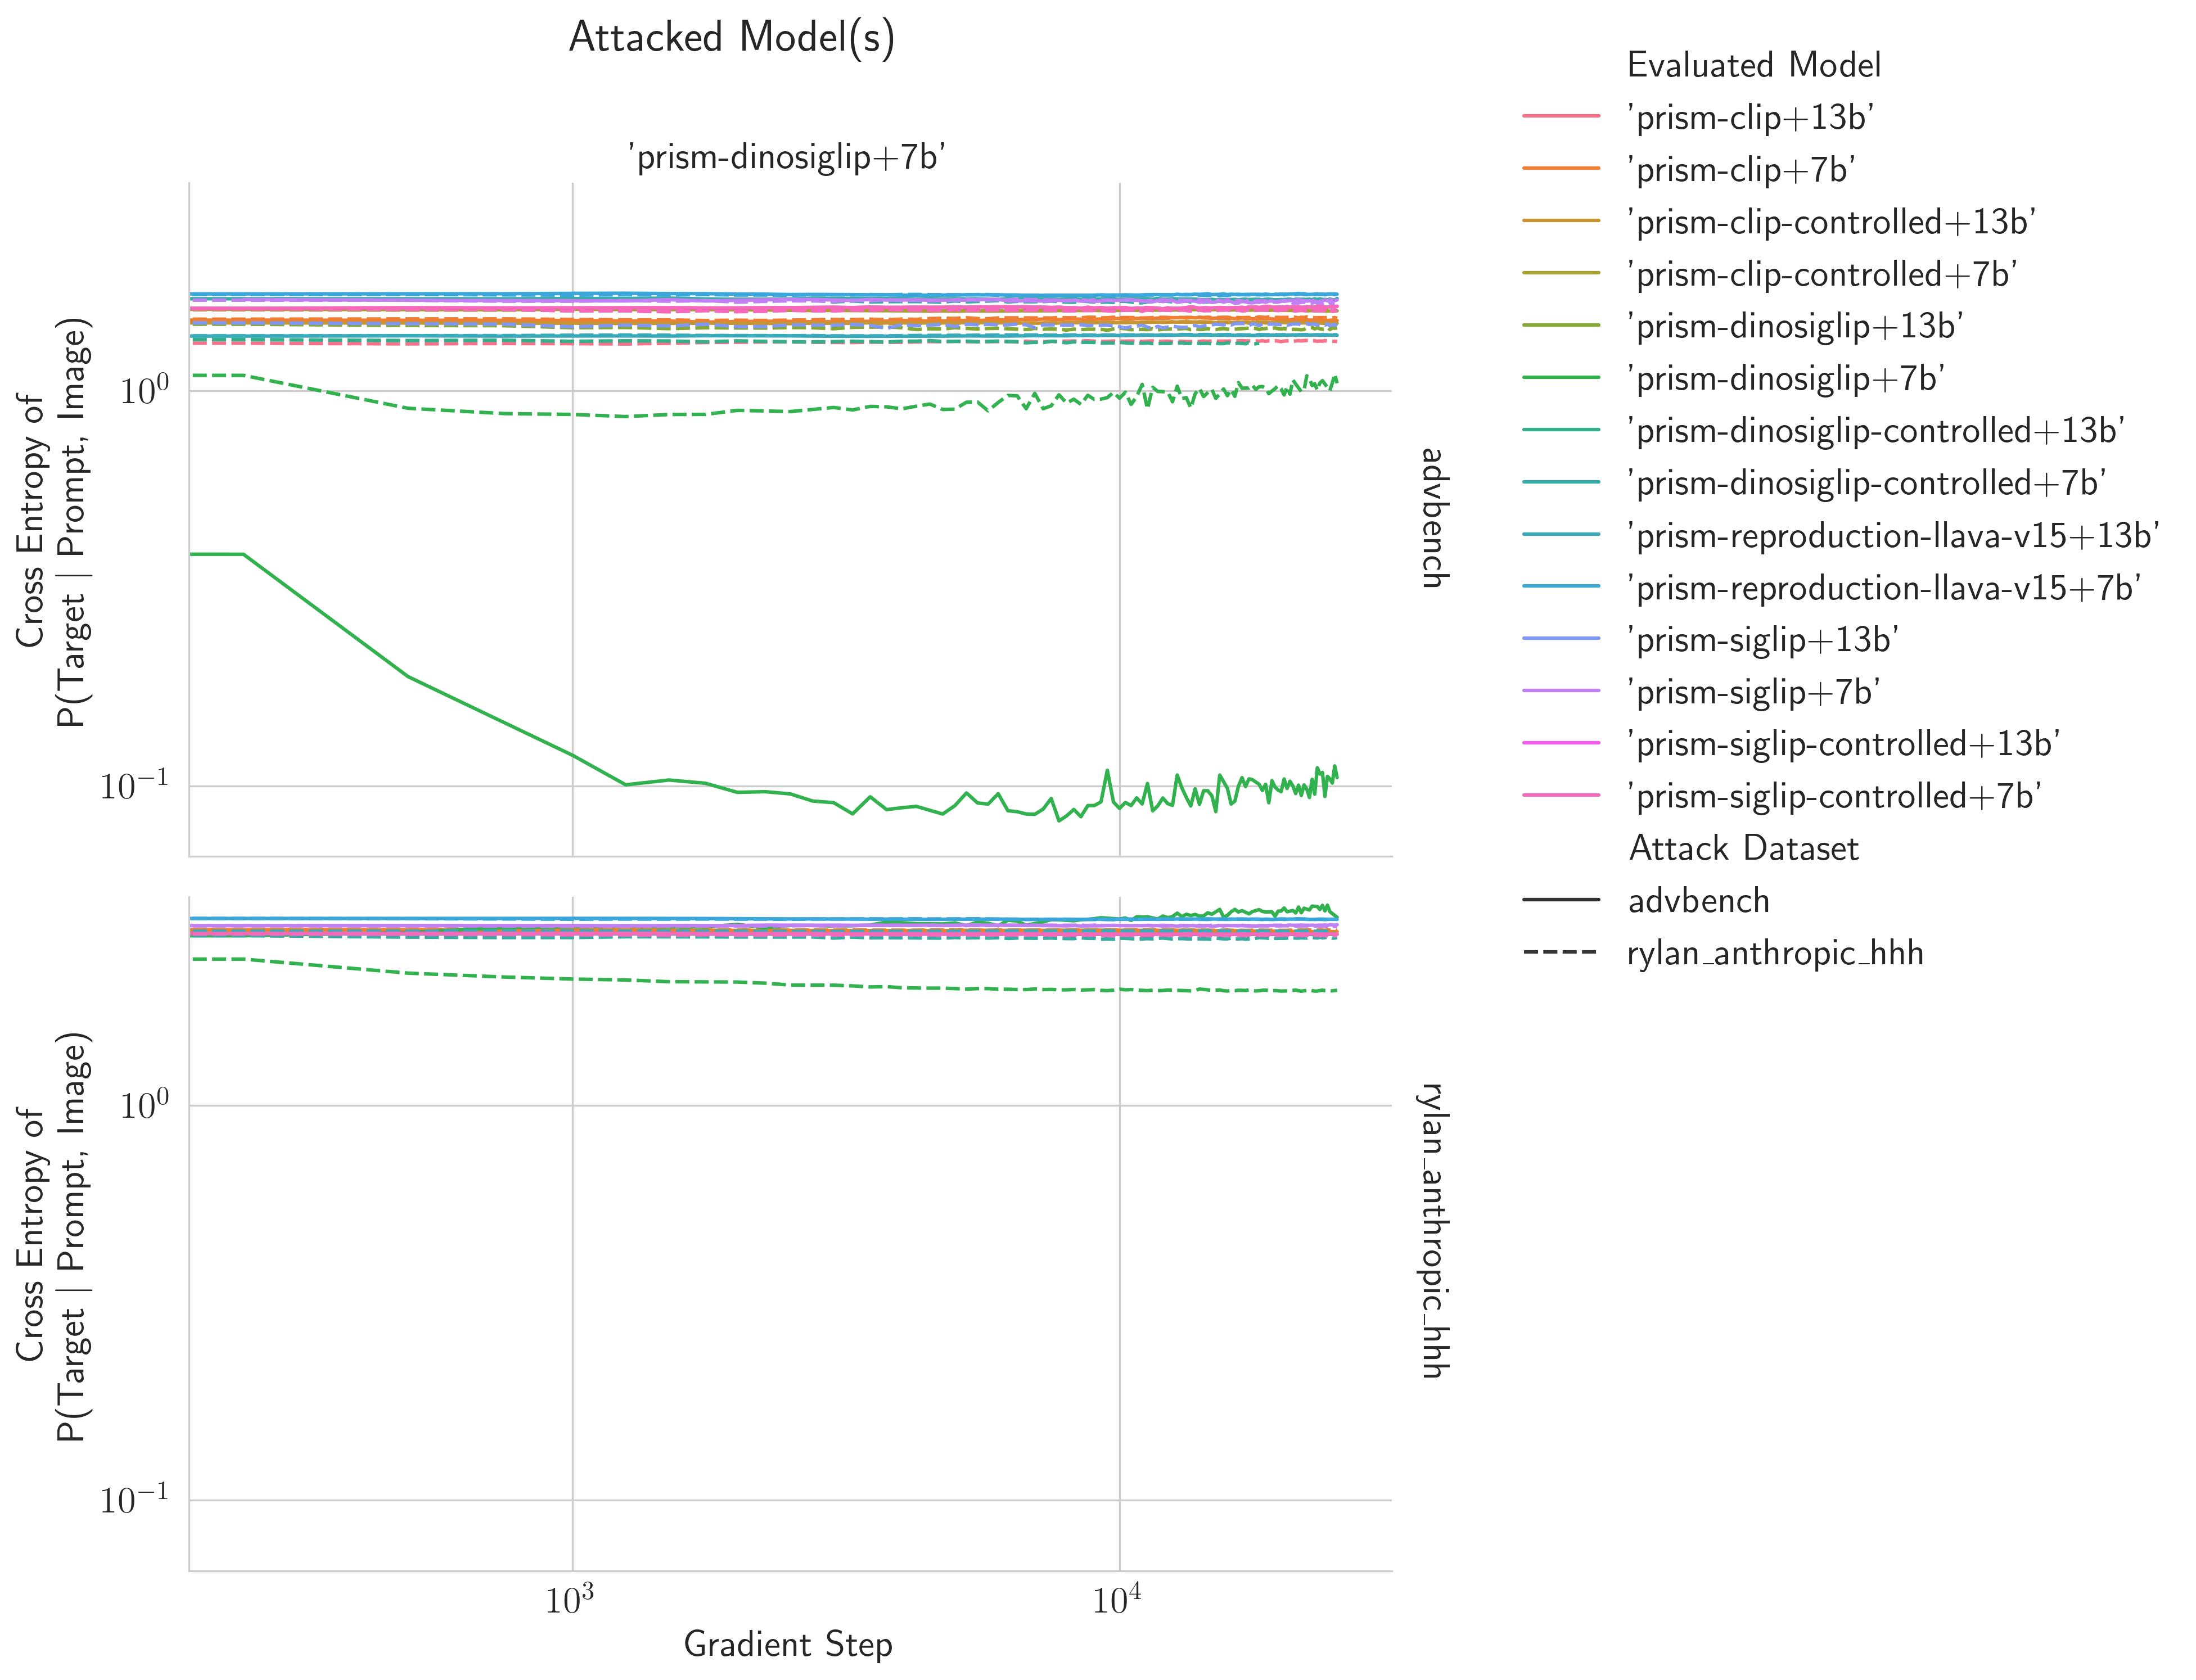 Attacked Model(s)
'prism-dinosiglip+7b'
Cross Entropy of
P(Target | Prompt, Image)
10^0
10^-1
advbench
Cross Entropy of
P(Target | Prompt, Image)
10^0
10^-1
rylan_anthropic_hhh
10^3
10^4
Gradient Step
Evaluated Model
'prism-clip+13b'
'prism-clip+7b'
'prism-clip-controlled+13b'
'prism-clip-controlled+7b'
'prism-dinosiglip+13b'
'prism-dinosiglip+7b'
'prism-dinosiglip-controlled+13b'
'prism-dinosiglip-controlled+7b'
'prism-reproduction-llava-v15+13b'
'prism-reproduction-llava-v15+7b'
'prism-siglip+13b'
'prism-siglip+7b'
'prism-siglip-controlled+13b'
'prism-siglip-controlled+7b'
Attack Dataset
advbench
rylan_anthropic_hhh